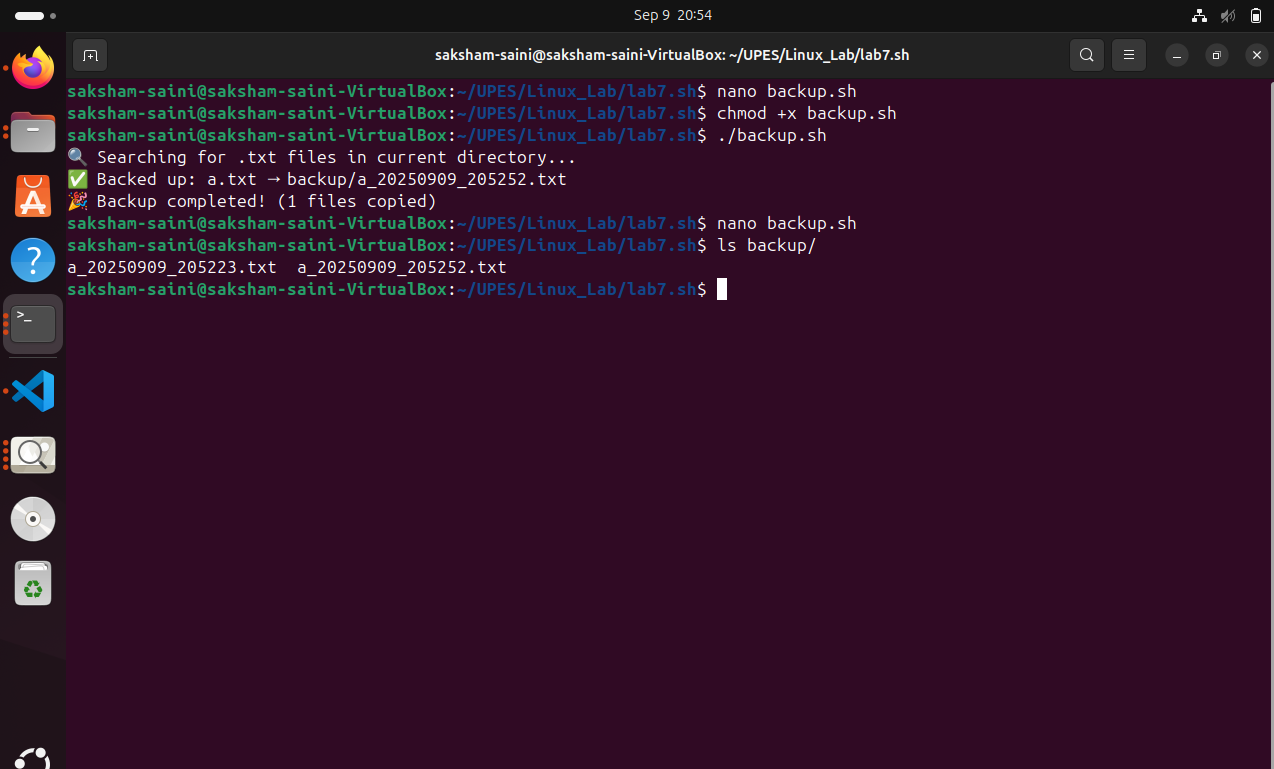 Sep 9 20:54
saksham-saini@saksham-saini-VirtualBox: ~/UPES/Linux_Lab/lab7.sh
saksham-saini@saksham-saini-VirtualBox:~/UPES/Linux_Lab/lab7.sh$ nano backup.sh
saksham-saini@saksham-saini-VirtualBox:~/UPES/Linux_Lab/lab7.sh$ chmod +x backup.sh
saksham-saini@saksham-saini-VirtualBox:~/UPES/Linux_Lab/lab7.sh$ ./backup.sh
🔍 Searching for .txt files in current directory...
✅ Backed up: a.txt → backup/a_20250909_205252.txt
🎉 Backup completed! (1 files copied)
saksham-saini@saksham-saini-VirtualBox:~/UPES/Linux_Lab/lab7.sh$ nano backup.sh
saksham-saini@saksham-saini-VirtualBox:~/UPES/Linux_Lab/lab7.sh$ ls backup/
a_20250909_205223.txt  a_20250909_205252.txt
saksham-saini@saksham-saini-VirtualBox:~/UPES/Linux_Lab/lab7.sh$